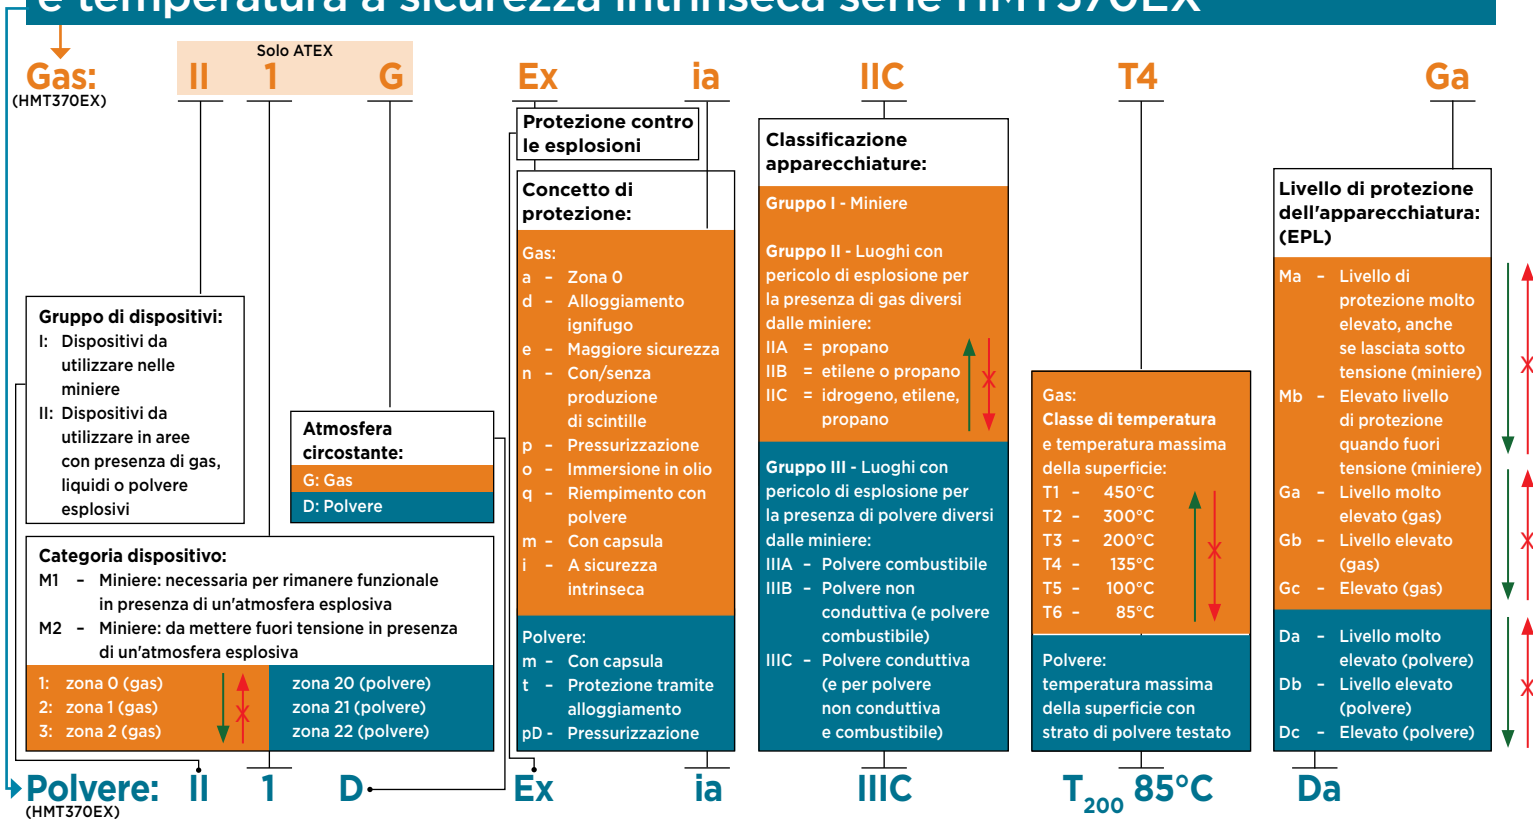 e temperatura a sicurezza intrinseca serie HMT370EX
Solo ATEX
Gas: II 1 G Ex ia IIC T4 Ga
(HMT370EX)
Gruppo di dispositivi:
I: Dispositivi da
utilizzare nelle
miniere
II: Dispositivi da
utilizzare in aree
con presenza di gas,
liquidi o polvere
esplosivi
Atmosfera
circostante:
G: Gas
D: Polvere
Categoria dispositivo:
M1 – Miniere: necessaria per rimanere funzionale
in presenza di un'atmosfera esplosiva
M2 – Miniere: da mettere fuori tensione in presenza
di un'atmosfera esplosiva
1: zona 0 (gas) zona 20 (polvere)
2: zona 1 (gas) zona 21 (polvere)
3: zona 2 (gas) zona 22 (polvere)
Protezione contro
le esplosioni
Concetto di
protezione:
Gas:
a – Zona 0
d – Alloggiamento
ignifugo
e – Maggiore sicurezza
n – Con/senza
produzione
di scintille
p – Pressurizzazione
o – Immersione in olio
q – Riempimento con
polvere
m – Con capsula
i – A sicurezza
intrinseca
Polvere:
m – Con capsula
t – Protezione tramite
alloggiamento
pD - Pressurizzazione
Classificazione
apparecchiature:
Gruppo I - Miniere
Gruppo II - Luoghi con
pericolo di esplosione per
la presenza di gas diversi
dalle miniere:
IIA = propano
IIB = etilene o propano
IIC = idrogeno, etilene,
propano
Gruppo III - Luoghi con
pericolo di esplosione per
la presenza di polvere diversi
dalle miniere:
IIIA – Polvere combustibile
IIIB – Polvere non
conduttiva (e polvere
combustibile)
IIIC – Polvere conduttiva
(e per polvere
non conduttiva
e combustibile)
Gas:
Classe di temperatura
e temperatura massima
della superficie:
T1 – 450°C
T2 – 300°C
T3 – 200°C
T4 – 135°C
T5 – 100°C
T6 – 85°C
Polvere:
temperatura massima
della superficie con
strato di polvere testato
Livello di protezione
dell'apparecchiatura:
(EPL)
Ma – Livello di
protezione molto
elevato, anche
se lasciata sotto
tensione (miniere)
Mb – Elevato livello
di protezione
quando fuori
tensione (miniere)
Ga – Livello molto
elevato (gas)
Gb – Livello elevato
(gas)
Gc – Elevato (gas)
Da – Livello molto
elevato (polvere)
Db – Livello elevato
(polvere)
Dc – Elevato (polvere)
Polvere: II 1 D Ex ia IIIC T200 85°C Da
(HMT370EX)